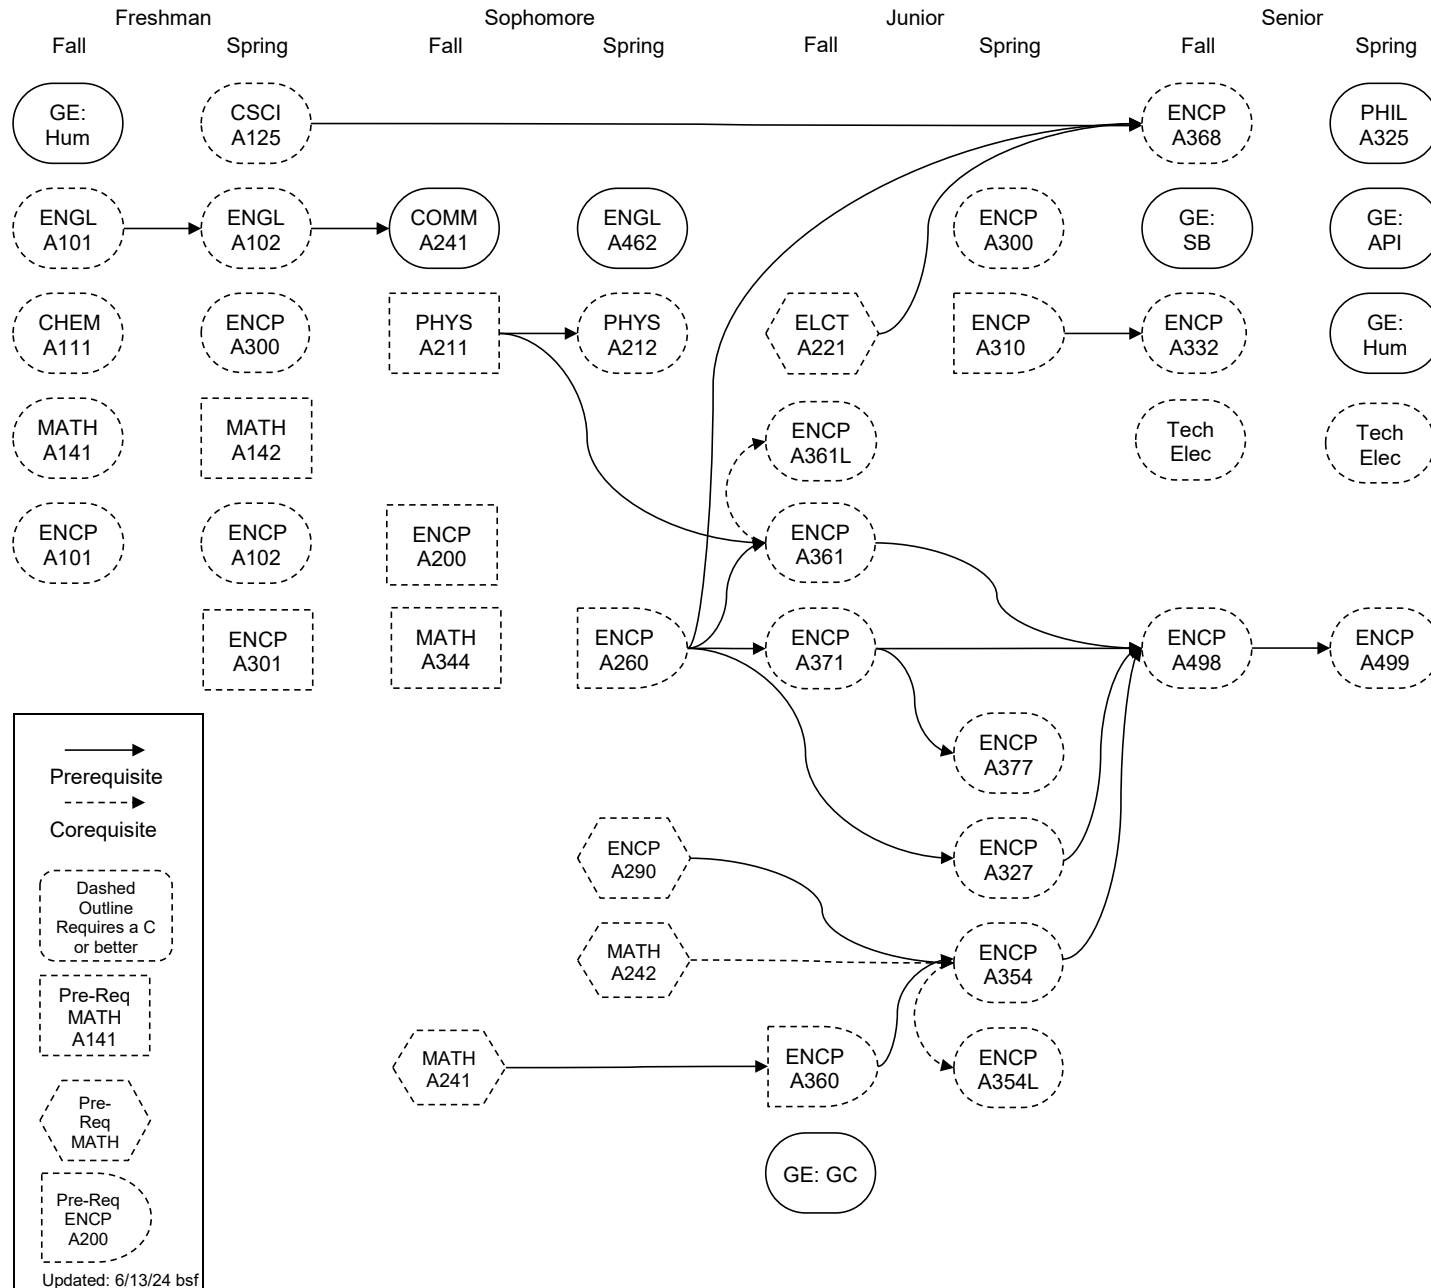 Freshman
Sophomore
Junior
Senior
Fall
Spring
Fall
Spring
Fall
Spring
Fall
Spring
GE:
Hum
CSCI
A125
ENCP
A368
PHIL
A325
ENGL
A101
ENGL
A102
COMM
A241
ENGL
A462
ENCP
A300
GE:
SB
GE:
API
CHEM
A111
ENCP
A300
PHYS
A211
PHYS
A212
ELCT
A221
ENCP
A310
ENCP
A332
GE:
Hum
MATH
A141
MATH
A142
ENCP
A361L
Tech
Elec
Tech
Elec
ENCP
A101
ENCP
A102
ENCP
A200
ENCP
A361
ENCP
A301
MATH
A344
ENCP
A260
ENCP
A371
ENCP
A498
ENCP
A499
ENCP
A377
ENCP
A290
ENCP
A327
MATH
A242
ENCP
A354
MATH
A241
ENCP
A360
ENCP
A354L
GE: GC
Prerequisite
Corequisite
Dashed
Outline
Requires a C
or better
Pre-Req
MATH
A141
Pre-
Req
MATH
Pre-Req
ENCP
A200
Updated: 6/13/24 bsf